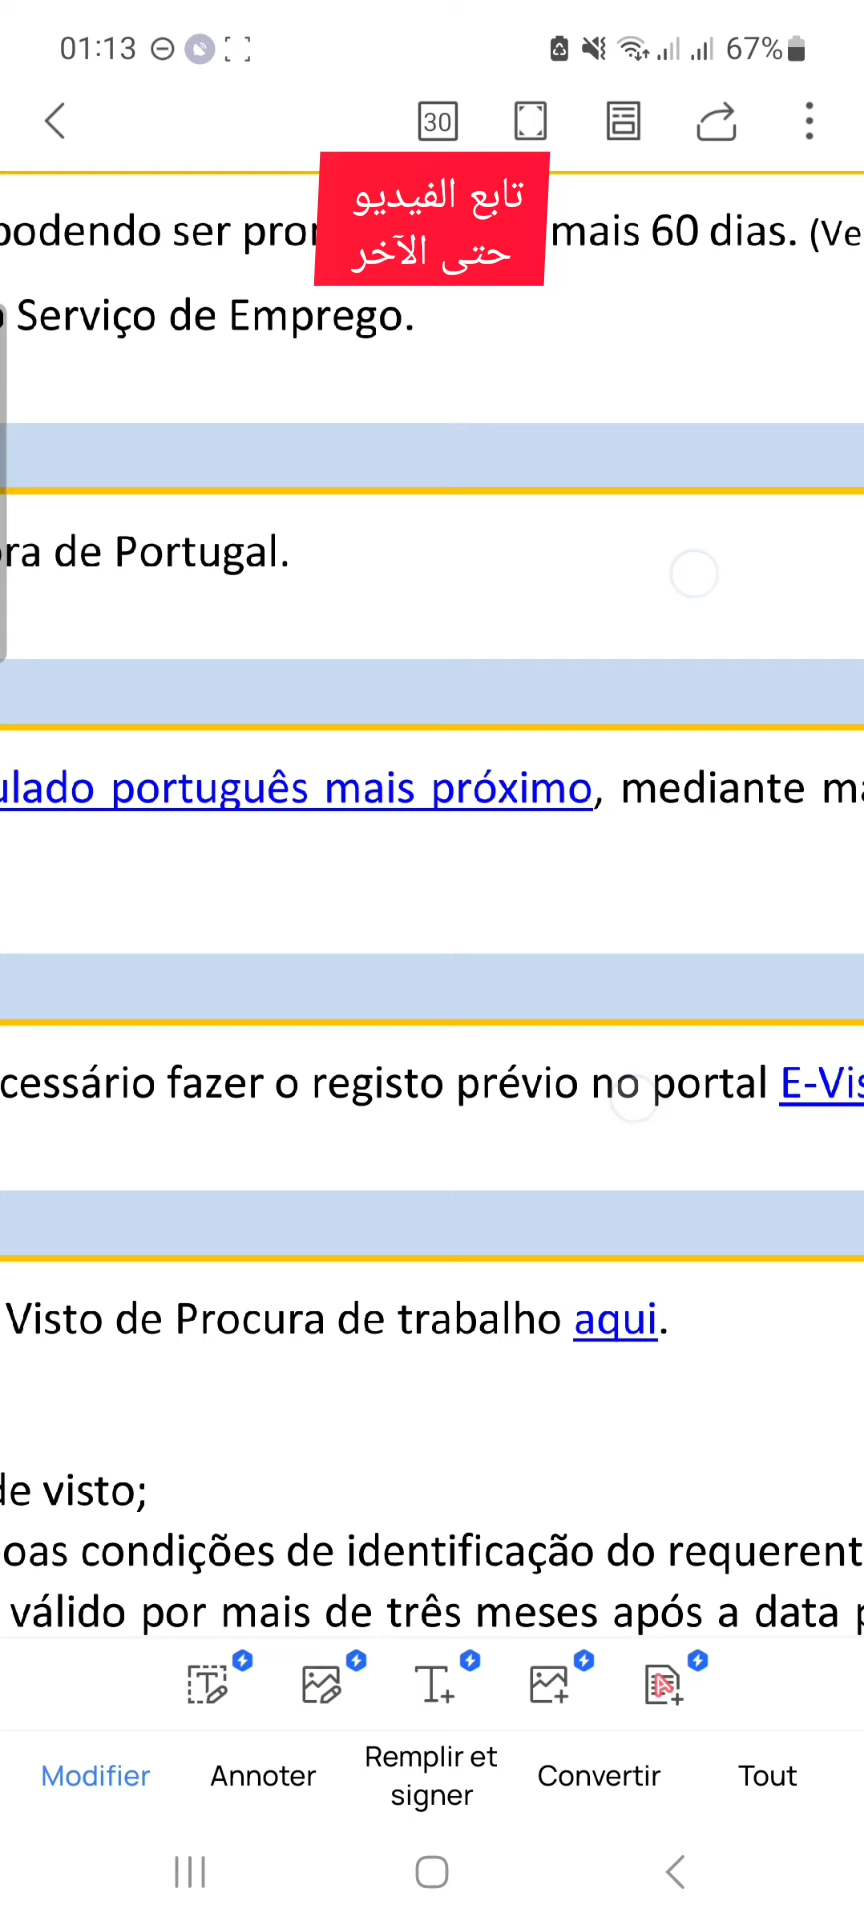 01:13
67%
30
تابع الفيديو
حتى الآخر
podendo ser pror mais 60 dias. (Ve
Serviço de Emprego.
ra de Portugal.
ulado português mais próximo, mediante ma
cessário fazer o registo prévio no portal E-Vis
Visto de Procura de trabalho aqui.
de visto;
oas condições de identificação do requerent
válido por mais de três meses após a data p
Modifier
Annoter
Remplir et
signer
Convertir
Tout